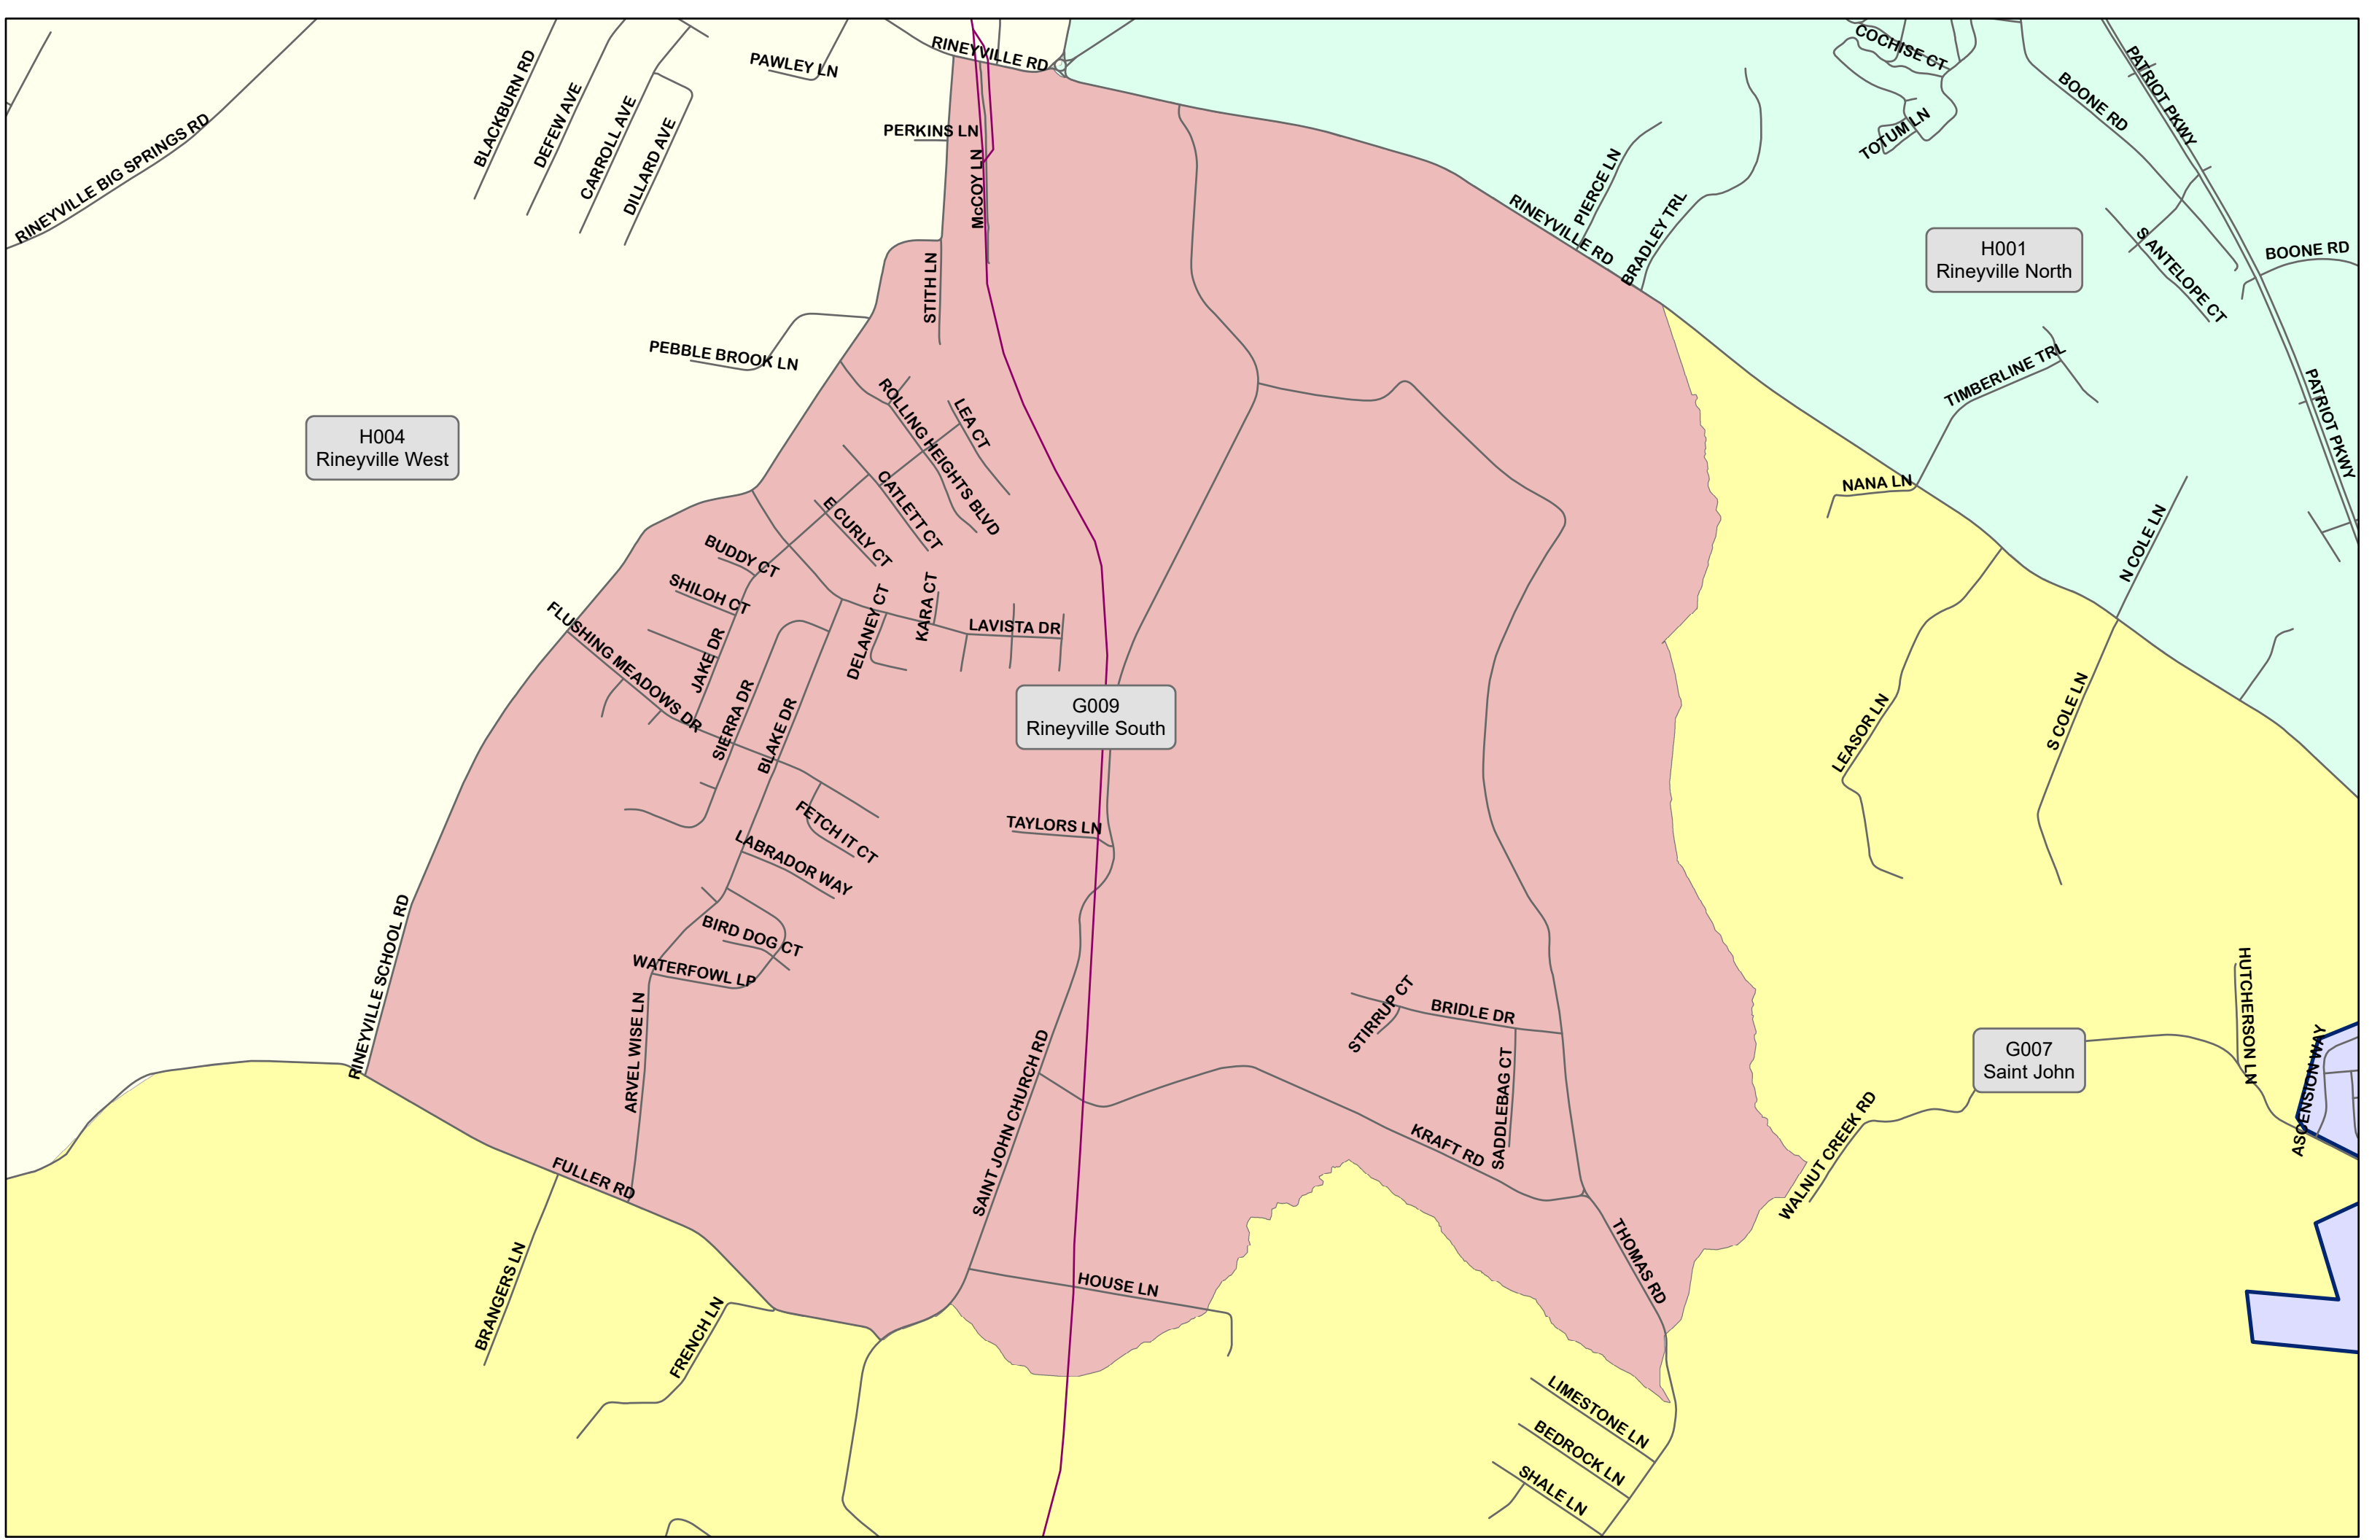 RINEYVILLE RD
PAWLEY LN
BLACKBURN RD
DEFEW AVE
CARROLL AVE
DILLARD AVE
RINEYVILLE BIG SPRINGS RD
PERKINS LN
McCOY LN
COCHISE CT
TOTUM LN
BOONE RD
PATRIOT PKWY
PIERCE LN
RINEYVILLE RD
BRADLEY TRL
H001
Rineyville North
S ANTELOPE CT
BOONE RD
STITH LN
PEBBLE BROOK LN
TIMBERLINE TRL
PATRIOT PKWY
H004
Rineyville West
ROLLING HEIGHTS BLVD
LEA CT
CATLETT CT
E CURLY CT
NANA LN
N COLE LN
BUDDY CT
SHILOH CT
FLUSHING MEADOWS DR
JAKE DR
DELANEY CT
KARA CT
LAVISTA DR
SIERRA DR
BLAKE DR
G009
Rineyville South
LEASOR LN
S COLE LN
FETCH IT CT
TAYLORS LN
LABRADOR WAY
BIRD DOG CT
WATERFOWL LP
RINEYVILLE SCHOOL RD
ARVEL WISE LN
STIRRUP CT
BRIDLE DR
SADDLEBAG CT
HUTCHERSON LN
G007
Saint John
ASCENSION WAY
SAINT JOHN CHURCH RD
KRAFT RD
WALNUT CREEK RD
FULLER RD
THOMAS RD
HOUSE LN
BRANGERS LN
FRENCH LN
LIMESTONE LN
BEDROCK LN
SHALE LN